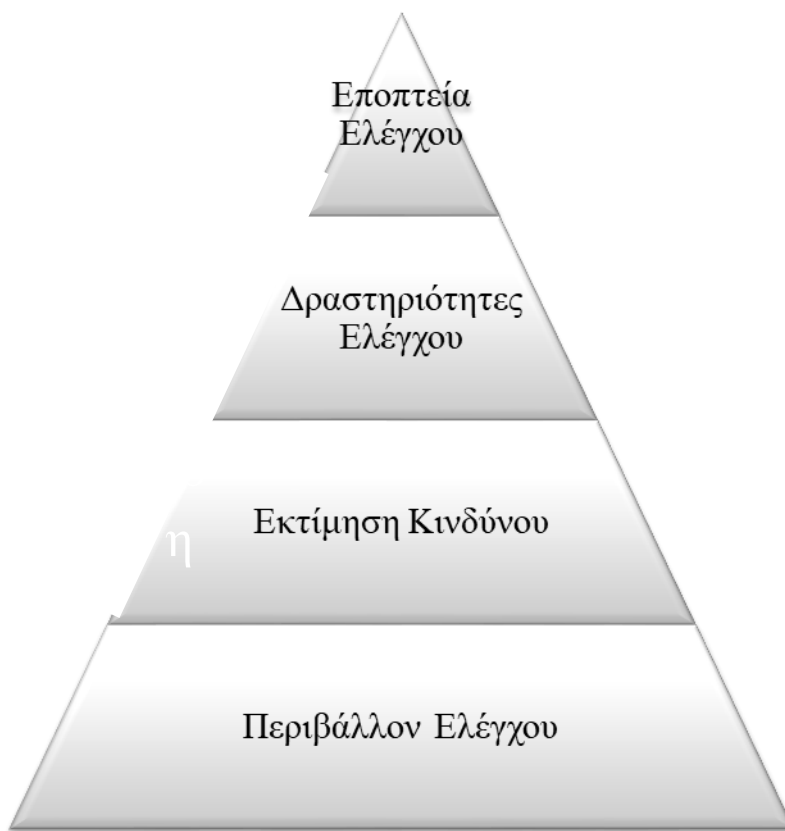 Εποπτεία
Ελέγχου
Δραστηριότητες
Ελέγχου
Εκτίμηση Κινδύνου
η
Περιβάλλον Ελέγχου